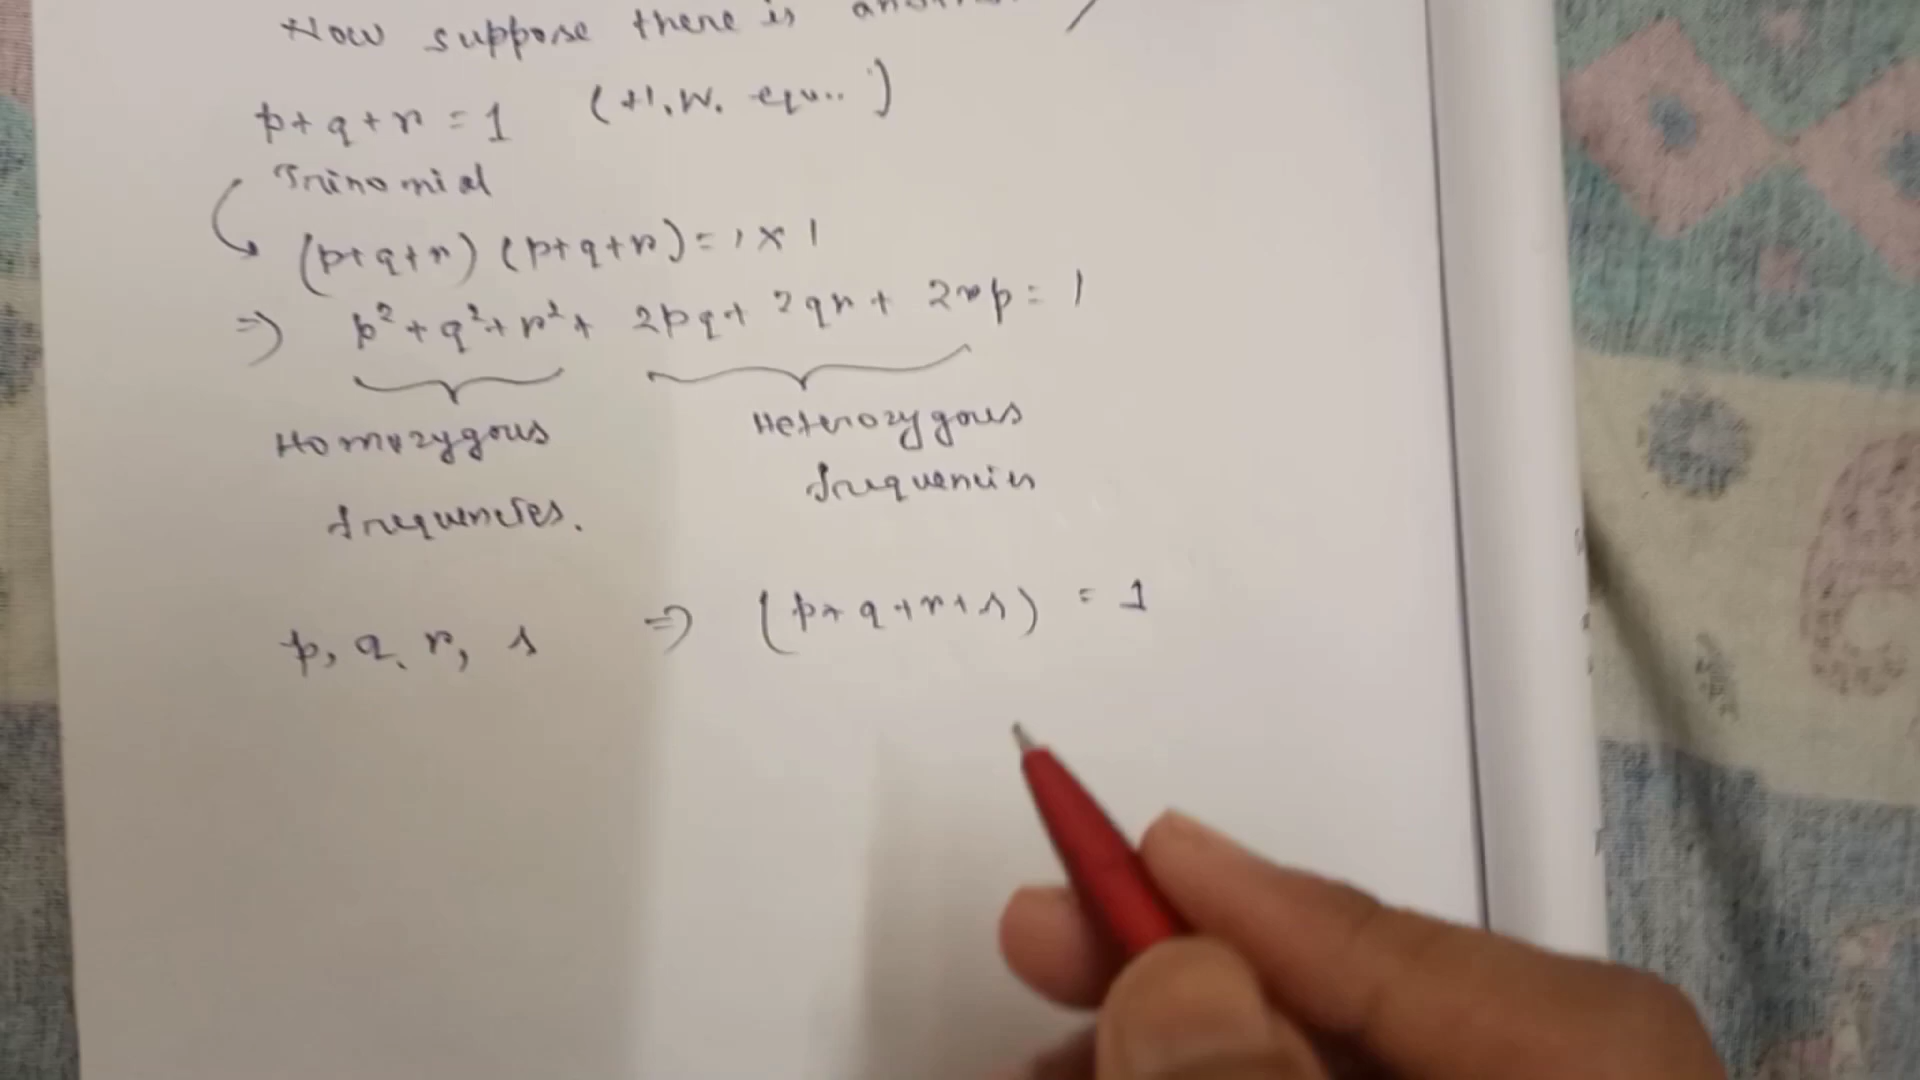 Now suppose there is
p+q+r = 1 (H.W. equ..)
Trinomial
(p+q+r) (p+q+r) = 1 × 1
⇒ p²+q²+r²+ 2pq+ 2qr+ 2rp = 1
Homozygous Heterozygous
frequencies. frequencies
p, q, r, s ⇒ (p+q+r+s) = 1